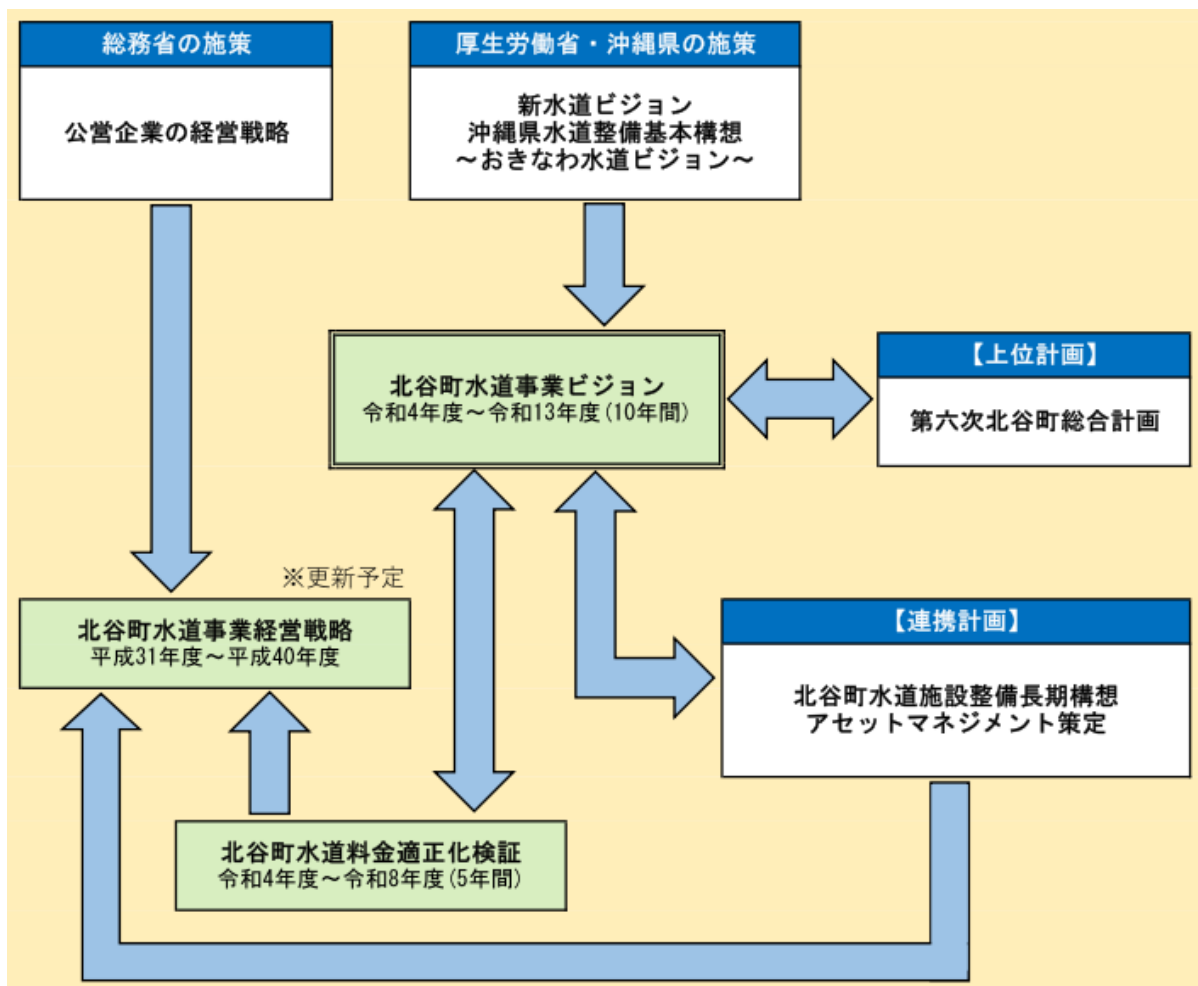 総務省の施策
公営企業の経営戦略
厚生労働省・沖縄県の施策
新水道ビジョン
沖縄県水道整備基本構想
～おきなわ水道ビジョン～
北谷町水道事業ビジョン
令和4年度～令和13年度(10年間)
【上位計画】
第六次北谷町総合計画
※更新予定
北谷町水道事業経営戦略
平成31年度～平成40年度
【連携計画】
北谷町水道施設整備長期構想
アセットマネジメント策定
北谷町水道料金適正化検証
令和4年度～令和8年度(5年間)